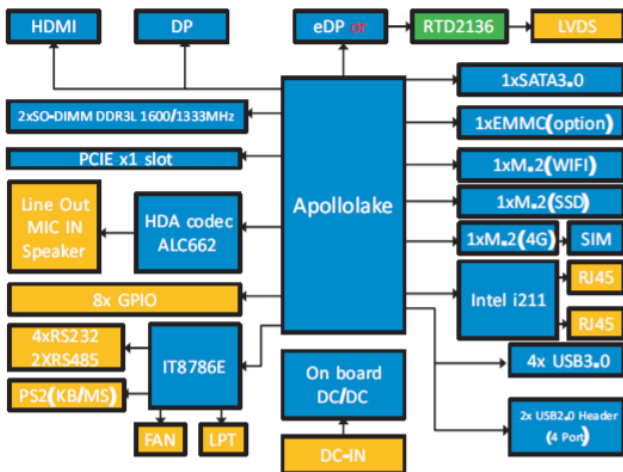 HDMI
DP
eDP or
RTD2136
LVDS
2xSO-DIMM DDR3L 1600/1333MHz
PCIE x1 slot
Line Out
MIC IN
Speaker
HDA codec
ALC662
8x GPIO
4xRS232
2XRS485
IT8786E
PS2(KB/MS)
FAN
LPT
Apollolake
On board
DC/DC
DC-IN
1xSATA3.0
1xEMMC(option)
1xM.2(WIFI)
1xM.2(SSD)
1xM.2(4G)
SIM
Intel i211
RJ45
RJ45
4x USB3.0
2x USB2.0 Header
(4 Port)